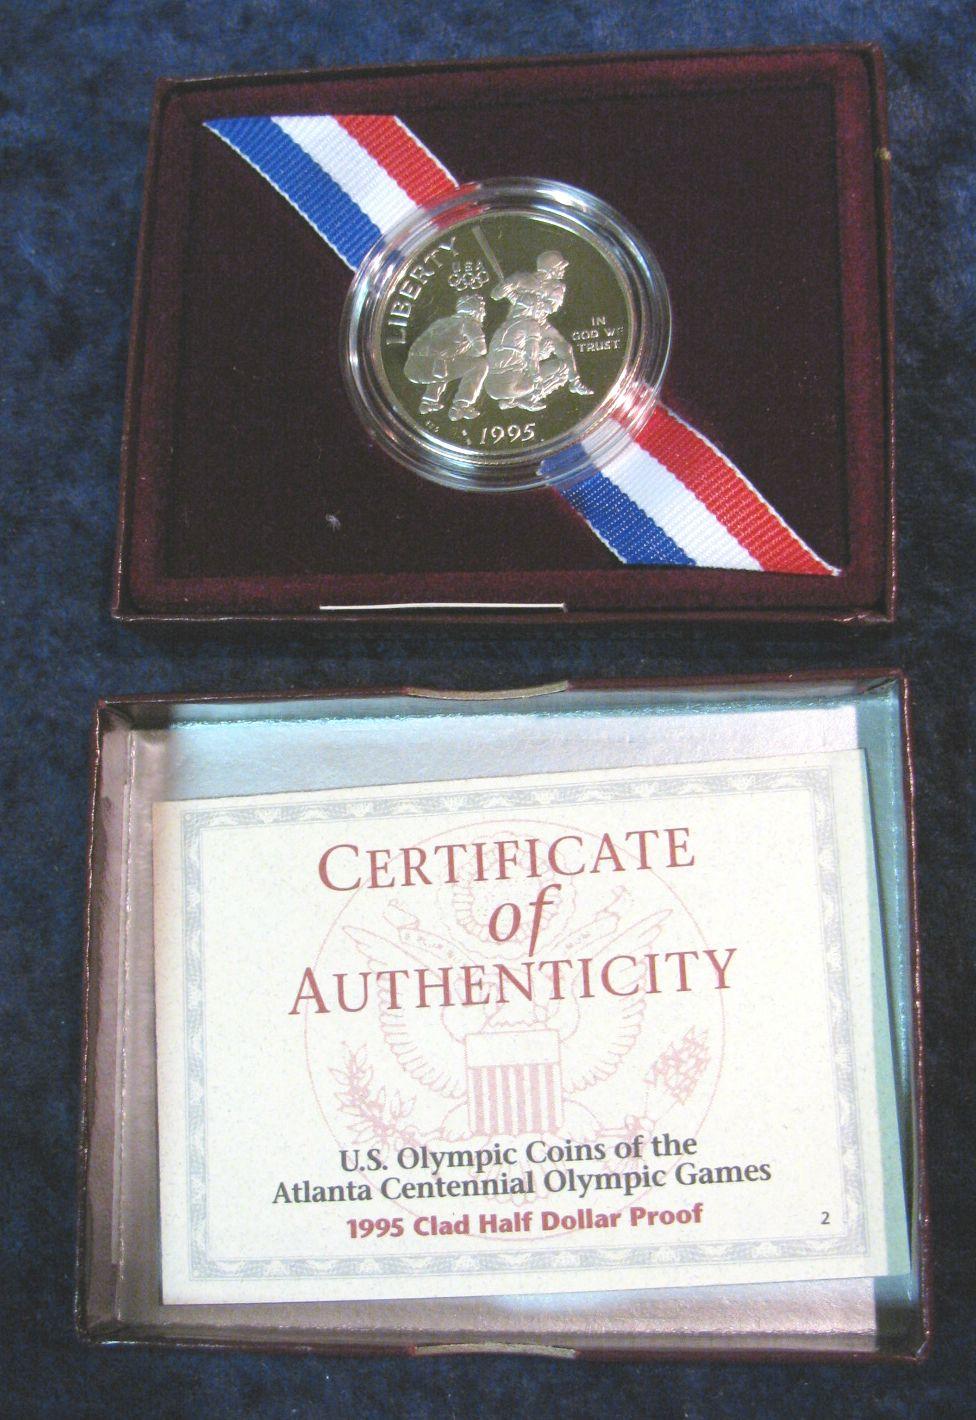 LIBERTY
USA
IN
GOD WE
TRUST
1995
CERTIFICATE
of
AUTHENTICITY
U.S. Olympic Coins of the
Atlanta Centennial Olympic Games
1995 Clad Half Dollar Proof
2